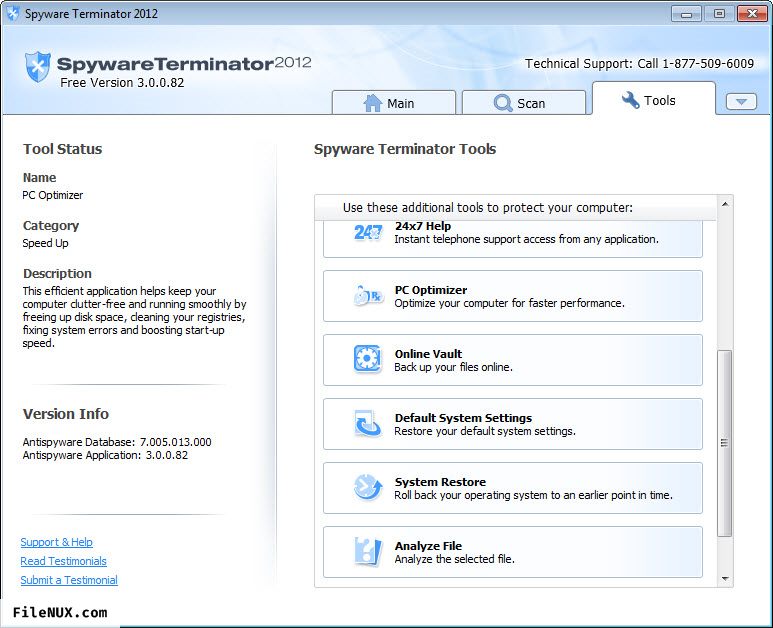 Spyware Terminator 2012
SpywareTerminator2012
Free Version 3.0.0.82
Technical Support: Call 1-877-509-6009
Main
Scan
Tools
Tool Status
Name
PC Optimizer
Category
Speed Up
Description
This efficient application helps keep your
computer clutter-free and running smoothly by
freeing up disk space, cleaning your registries,
fixing system errors and boosting start-up
speed.
Version Info
Antispyware Database: 7.005.013.000
Antispyware Application: 3.0.0.82
Support & Help
Read Testimonials
Submit a Testimonial
Spyware Terminator Tools
Use these additional tools to protect your computer:
247
24x7 Help
Instant telephone support access from any application.
PC Optimizer
Optimize your computer for faster performance.
Online Vault
Back up your files online.
Default System Settings
Restore your default system settings.
System Restore
Roll back your operating system to an earlier point in time.
Analyze File
Analyze the selected file.
FileNUX.com